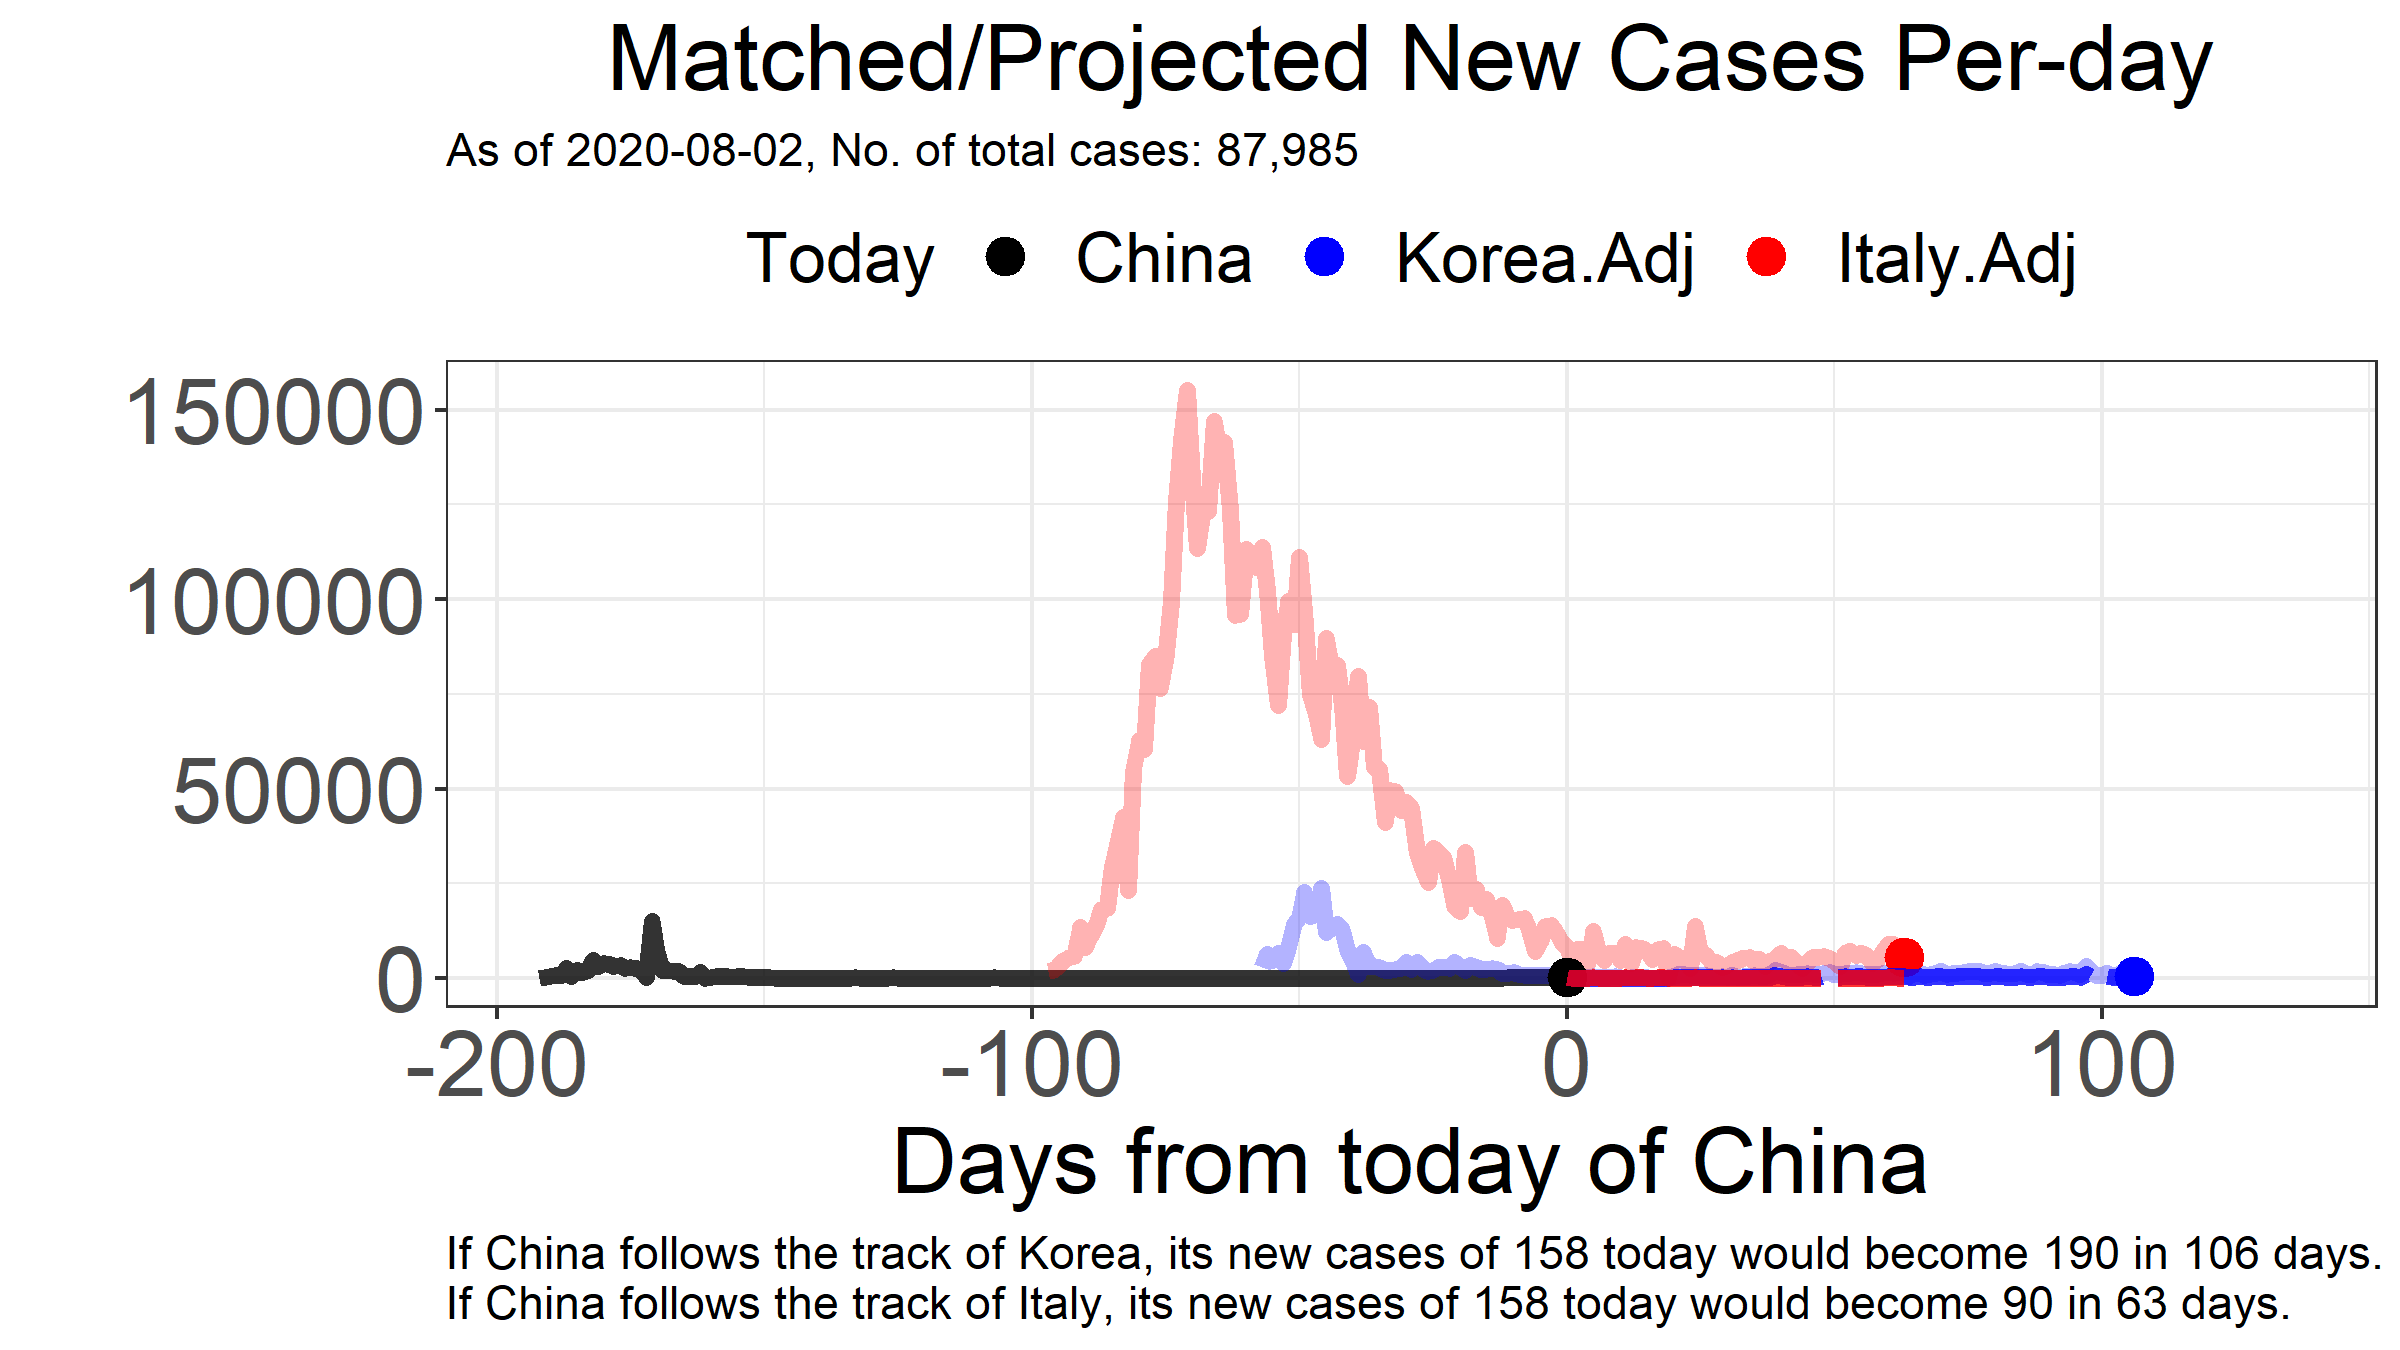 Matched/Projected New Cases Per-day
As of 2020-08-02, No. of total cases: 87,985
Today China Korea.Adj Italy.Adj
150000
100000
50000
0
-200 -100 0 100
Days from today of China
If China follows the track of Korea, its new cases of 158 today would become 190 in 106 days.
If China follows the track of Italy, its new cases of 158 today would become 90 in 63 days.